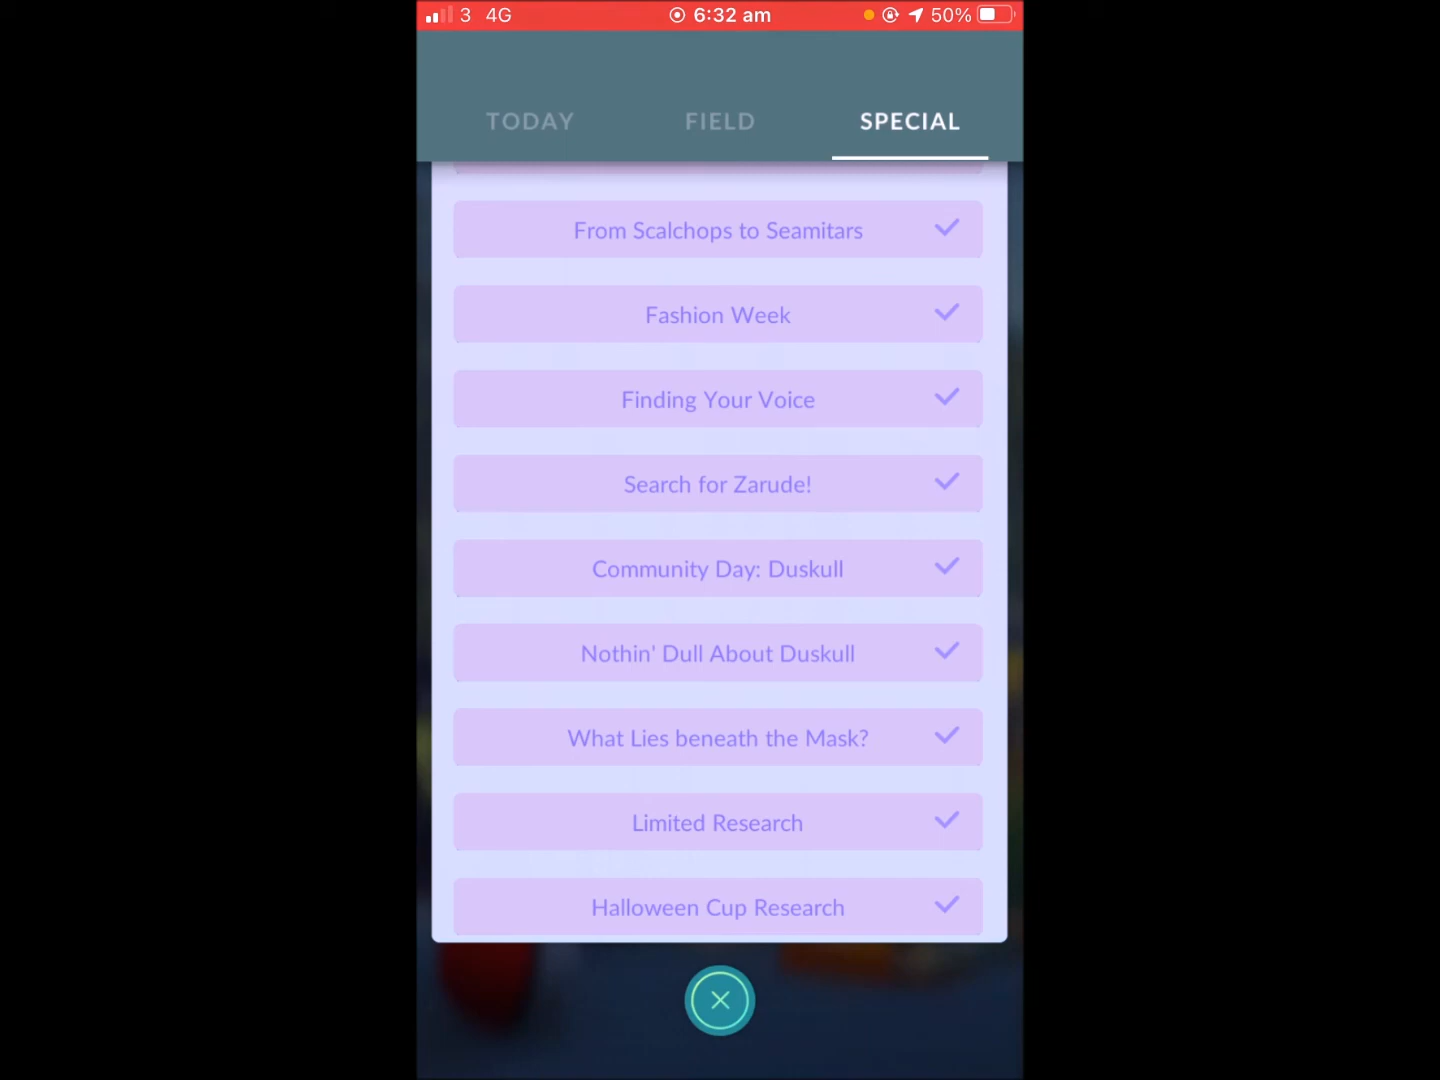 3 4G 6:32 am 50%
TODAY FIELD SPECIAL
From Scalchops to Seamitars
Fashion Week
Finding Your Voice
Search for Zarude!
Community Day: Duskull
Nothin' Dull About Duskull
What Lies beneath the Mask?
Limited Research
Halloween Cup Research